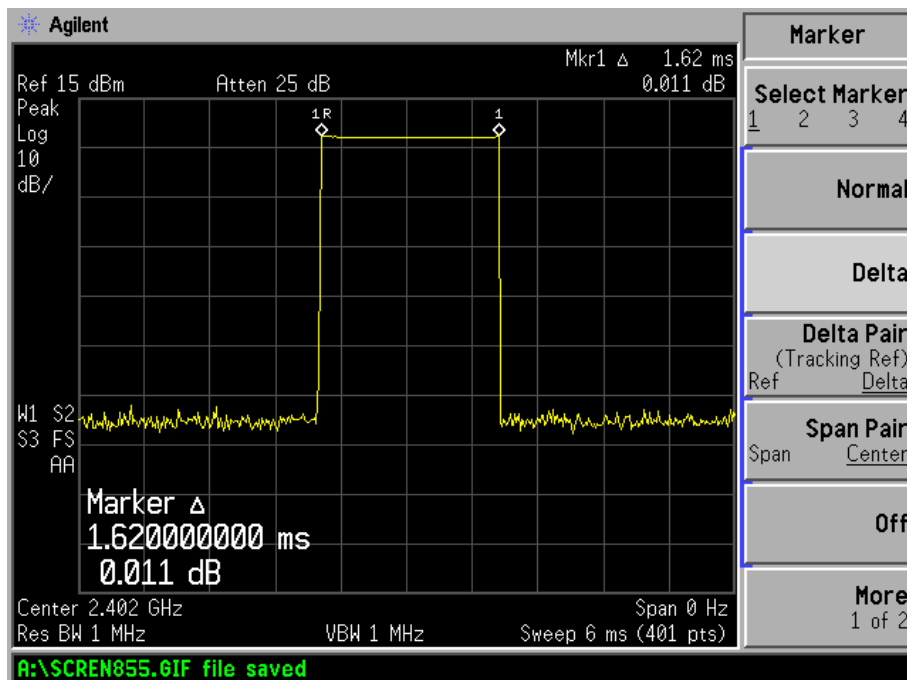 Agilent
Mkr1 Δ 1.62 ms
Ref 15 dBm Atten 25 dB 0.011 dB
Peak
Log
10
dB/
1R 1
W1 S2
S3 FS
AA
Marker Δ
1.620000000 ms
0.011 dB
Center 2.402 GHz Span 0 Hz
Res BW 1 MHz VBW 1 MHz Sweep 6 ms (401 pts)
A:\SCREN855.GIF file saved
Marker
Select Marker
1 2 3 4
Normal
Delta
Delta Pair
(Tracking Ref)
Ref Delta
Span Pair
Span Center
Off
More
1 of 2